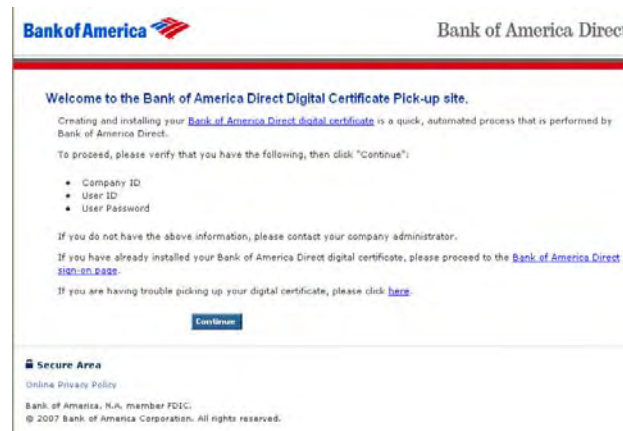 Bank of America
Bank of America Direct
Welcome to the Bank of America Direct Digital Certificate Pick-up site.
Creating and installing your Bank of America Direct digital certificate is a quick, automated process that is performed by
Bank of America Direct.
To proceed, please verify that you have the following, then click "Continue":
• Company ID
• User ID
• User Password
If you do not have the above information, please contact your company administrator.
If you have already installed your Bank of America Direct digital certificate, please proceed to the Bank of America Direct
sign-on page.
If you are having trouble picking up your digital certificate, please click here.
Continue
Secure Area
Online Privacy Policy
Bank of America, N.A. member FDIC.
© 2007 Bank of America Corporation. All rights reserved.